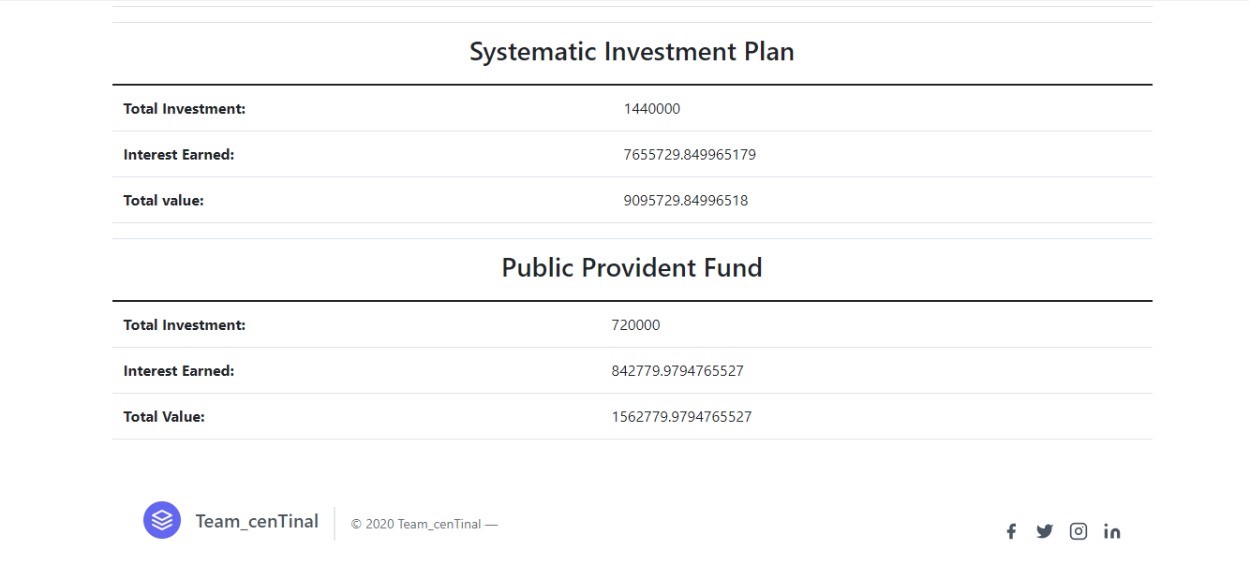 Systematic Investment Plan
Total Investment: 1440000
Interest Earned: 7655729.849965179
Total value: 9095729.84996518
Public Provident Fund
Total Investment: 720000
Interest Earned: 842779.9794765527
Total Value: 1562779.9794765527
Team_cenTinal © 2020 Team_cenTinal —